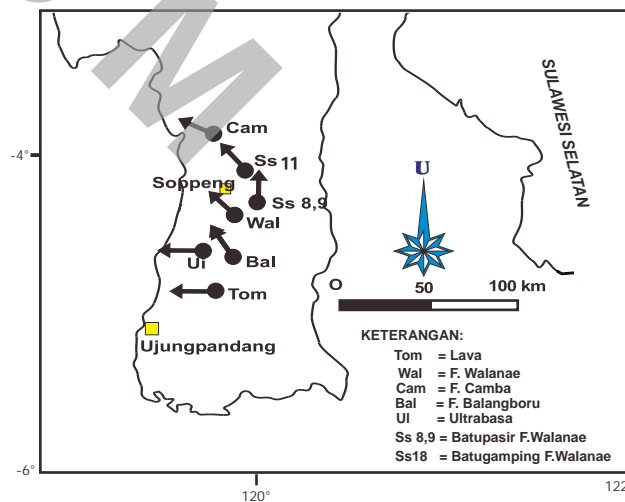 SULAWESI SELATAN
-4°
Cam
Ss 11
Soppeng
Ss 8,9
Wal
Ui
Bal
Tom
Ujungpandang
U
O 50 100 km
KETERANGAN:
Tom = Lava
Wal = F. Walanae
Cam = F. Camba
Bal = F. Balangboru
Ul = Ultrabasa
Ss 8,9 = Batupasir F.Walanae
Ss18 = Batugamping F.Walanae
-6°
120°
122